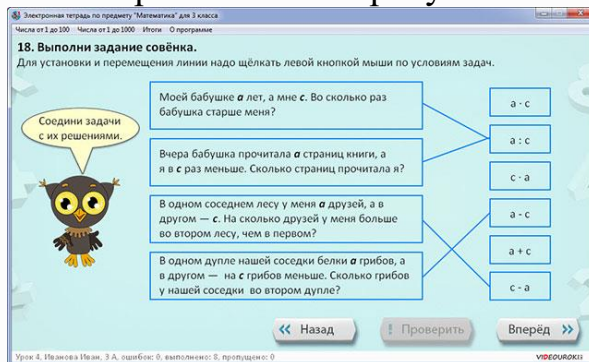 Электронная тетрадь по предмету "Математика" для 3 класса
Числа от 1 до 100 Числа от 1 до 1000 Итоги О программе
18. Выполни задание совёнка.
Для установки и перемещения линии надо щёлкать левой кнопкой мыши по условиям задач.
Соедини задачи
с их решениями.
Моей бабушке а лет, а мне с. Во сколько раз
бабушка старше меня?
Вчера бабушка прочитала а страниц книги, а
я в с раз меньше. Сколько страниц прочитала я?
В одном соседнем лесу у меня а друзей, а в
другом — с. На сколько друзей у меня больше
во втором лесу, чем в первом?
В одном дупле нашей соседки белки а грибов, а
в другом — на с грибов меньше. Сколько грибов
у нашей соседки во втором дупле?
а · с
а : с
с · а
а - с
а + с
с - а
Назад
! Проверить
Вперёд
Урок 4, Иванова Иван, 3 А, ошибок: 0, выполнено: 8, пропущено: 0
VIDEOUROKI